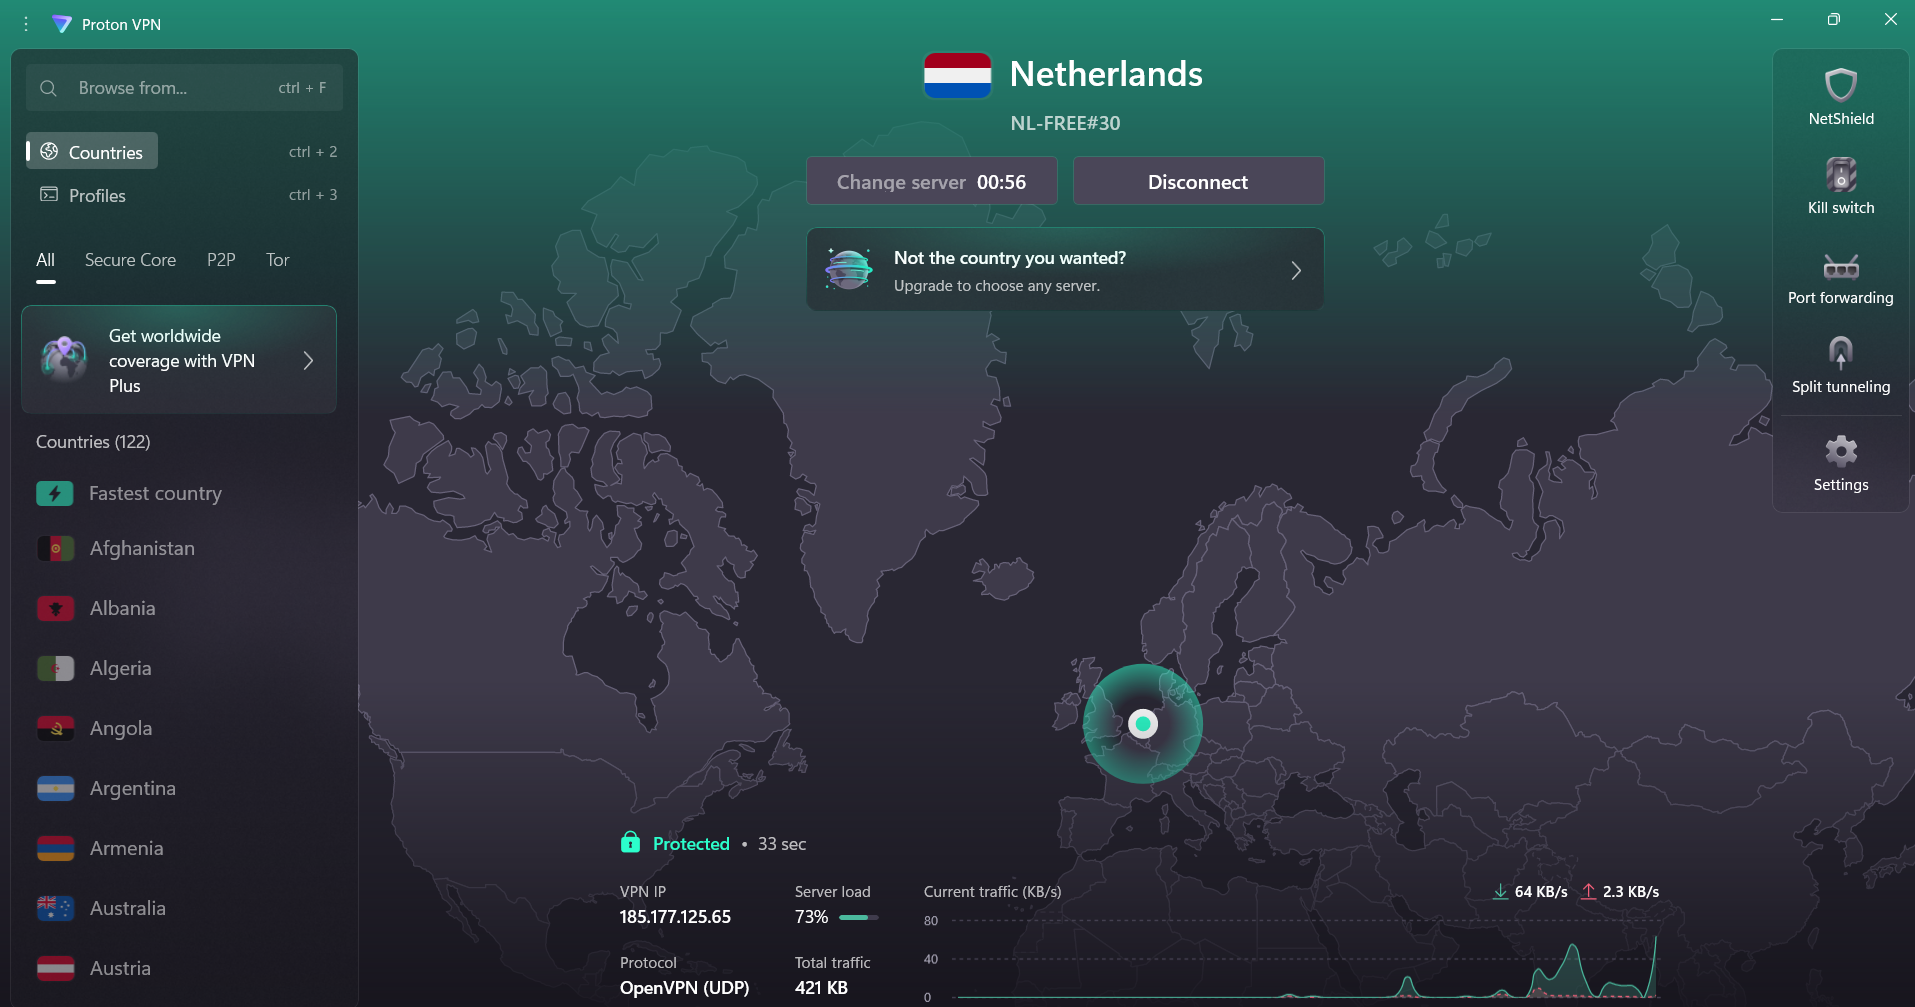 Proton VPN
Browse from...
ctrl + F
Countries
ctrl + 2
Profiles
ctrl + 3
All
Secure Core
P2P
Tor
Get worldwide
coverage with VPN
Plus
Countries (122)
Fastest country
Afghanistan
Albania
Algeria
Angola
Argentina
Armenia
Australia
Austria
Netherlands
NL-FREE#30
Change server 00:56
Disconnect
Not the country you wanted?
Upgrade to choose any server.
Protected • 33 sec
VPN IP
185.177.125.65
Server load
73%
Protocol
OpenVPN (UDP)
Total traffic
421 KB
Current traffic (KB/s)
64 KB/s
2.3 KB/s
80
40
0
NetShield
Kill switch
Port forwarding
Split tunneling
Settings